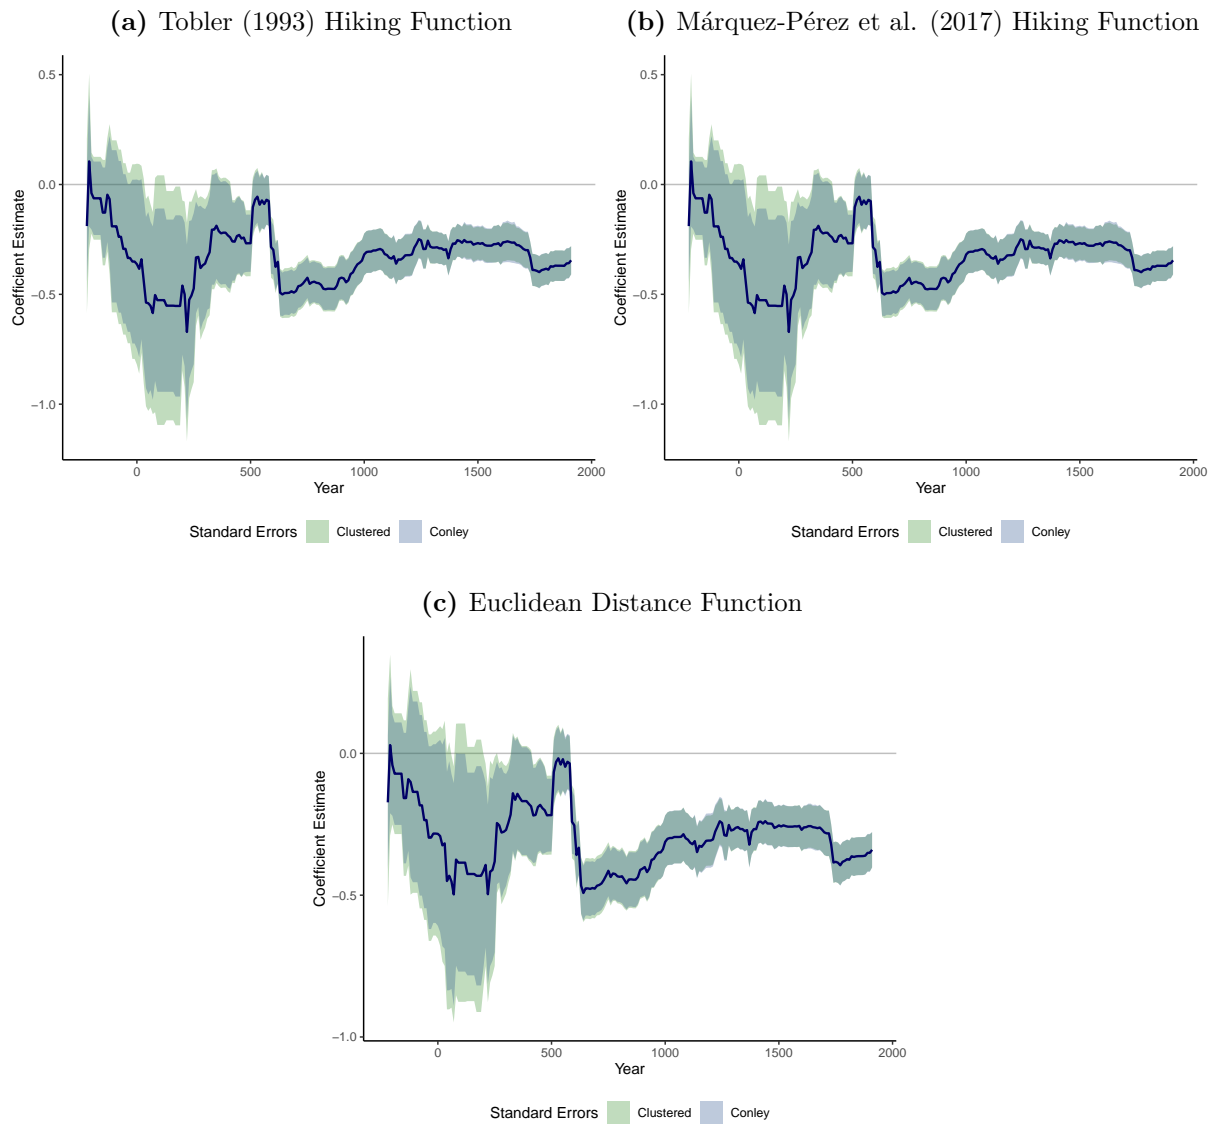 (a) Tobler (1993) Hiking Function
0.5
0.0
−0.5
−1.0
Coefficient Estimate
0 500 1000 1500 2000
Year
Standard Errors Clustered Conley
(b) Márquez-Pérez et al. (2017) Hiking Function
0.5
0.0
−0.5
−1.0
Coefficient Estimate
0 500 1000 1500 2000
Year
Standard Errors Clustered Conley
(c) Euclidean Distance Function
0.0
−0.5
−1.0
Coefficient Estimate
0 500 1000 1500 2000
Year
Standard Errors Clustered Conley